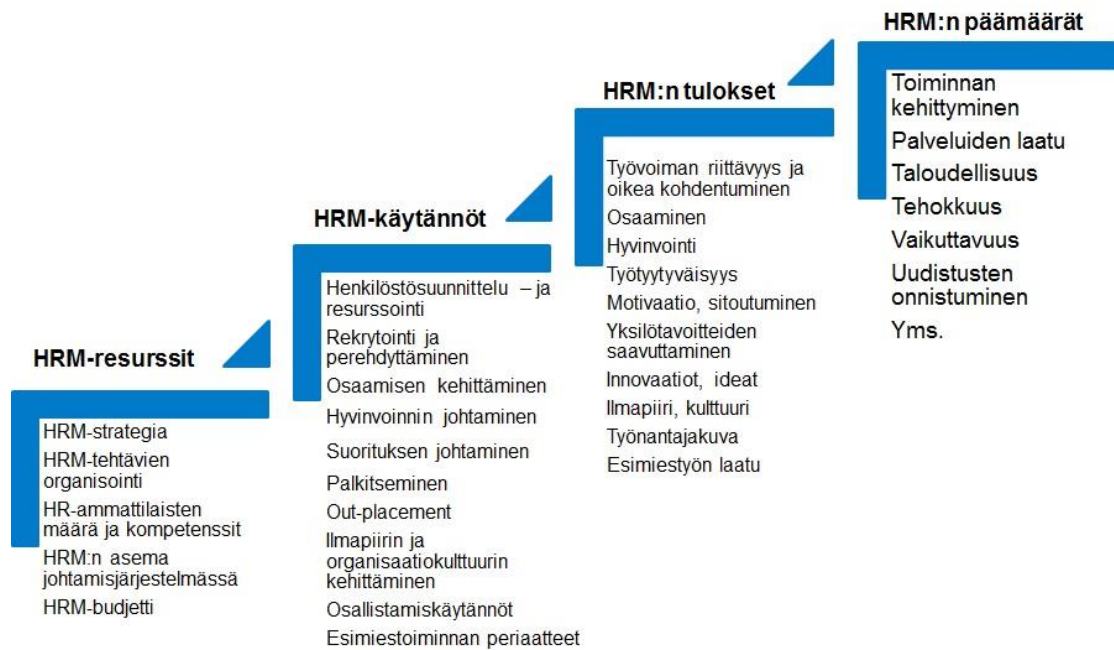 HRM-resurssit
HRM-strategia
HRM-tehtävien
organisointi
HR-ammattilaisten
määrä ja kompetenssit
HRM:n asema
johtamisjärjestelmässä
HRM-budjetti
HRM-käytännöt
Henkilöstösuunnittelu – ja
resurssointi
Rekrytointi ja
perehdyttäminen
Osaamisen kehittäminen
Hyvinvoinnin johtaminen
Suorituksen johtaminen
Palkitseminen
Out-placement
Ilmapiirin ja
organisaatiokulttuurin
kehittäminen
Osallistamiskäytännöt
Esimiestoiminnan periaatteet
HRM:n tulokset
Työvoiman riittävyys ja
oikea kohdentuminen
Osaaminen
Hyvinvointi
Työtyytyväisyys
Motivaatio, sitoutuminen
Yksilötavoitteiden
saavuttaminen
Innovaatiot, ideat
Ilmapiiri, kulttuuri
Työnantajakuva
Esimiestyön laatu
HRM:n päämäärät
Toiminnan
kehittyminen
Palveluiden laatu
Taloudellisuus
Tehokkuus
Vaikuttavuus
Uudistusten
onnistuminen
Yms.